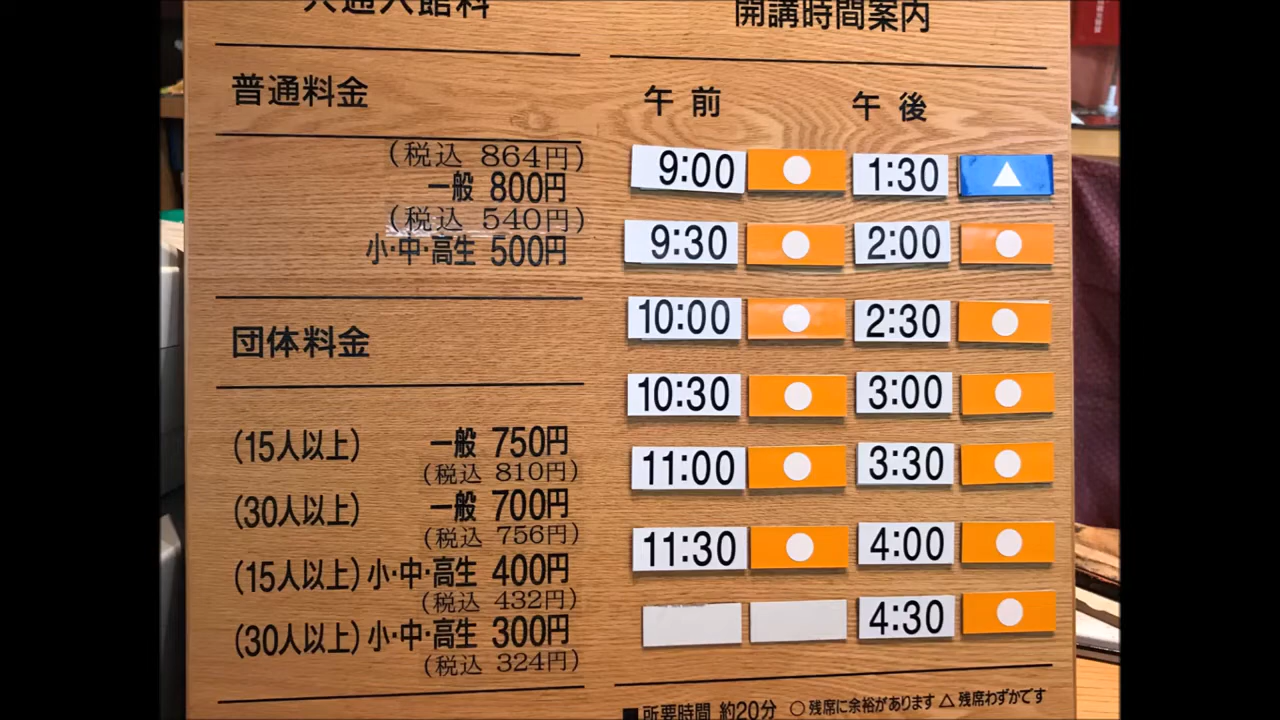 共通入館料
普通料金
(税込 864円)
一般 800円
(税込 540円)
小・中・高生 500円
団体料金
(15人以上) 一般 750円
(税込 810円)
(30人以上) 一般 700円
(税込 756円)
(15人以上) 小・中・高生 400円
(税込 432円)
(30人以上) 小・中・高生 300円
(税込 324円)
開講時間案内
午前 午後
9:00 ○ 1:30 △
9:30 ○ 2:00 ○
10:00 ○ 2:30 ○
10:30 ○ 3:00 ○
11:00 ○ 3:30 ○
11:30 ○ 4:00 ○
4:30 ○
■所要時間 約20分 ○残席に余裕があります △残席わずかです